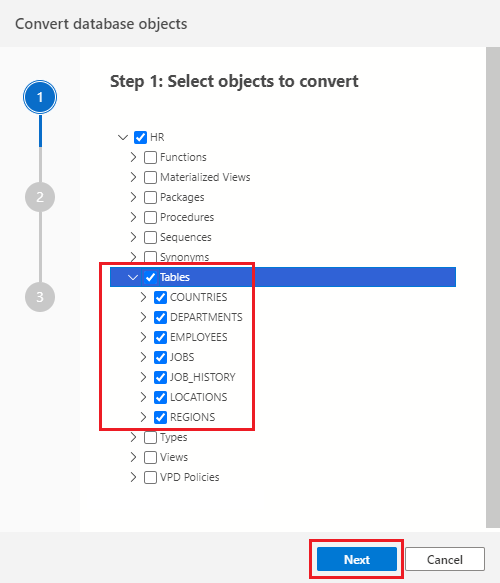 Convert database objects
1
2
3
Step 1: Select objects to convert
HR
Functions
Materialized Views
Packages
Procedures
Sequences
Synonyms
Tables
COUNTRIES
DEPARTMENTS
EMPLOYEES
JOBS
JOB_HISTORY
LOCATIONS
REGIONS
Types
Views
VPD Policies
Next
Cancel